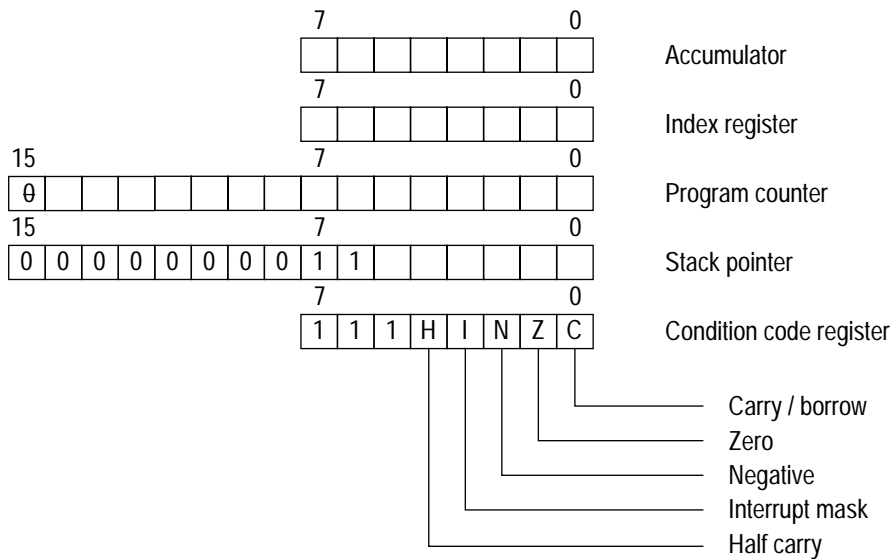 7 0
Accumulator
7 0
Index register
15 7 0
0 Program counter
15 7 0
0 0 0 0 0 0 0 0 1 1 Stack pointer
7 0
1 1 1 H I N Z C Condition code register
Carry / borrow
Zero
Negative
Interrupt mask
Half carry